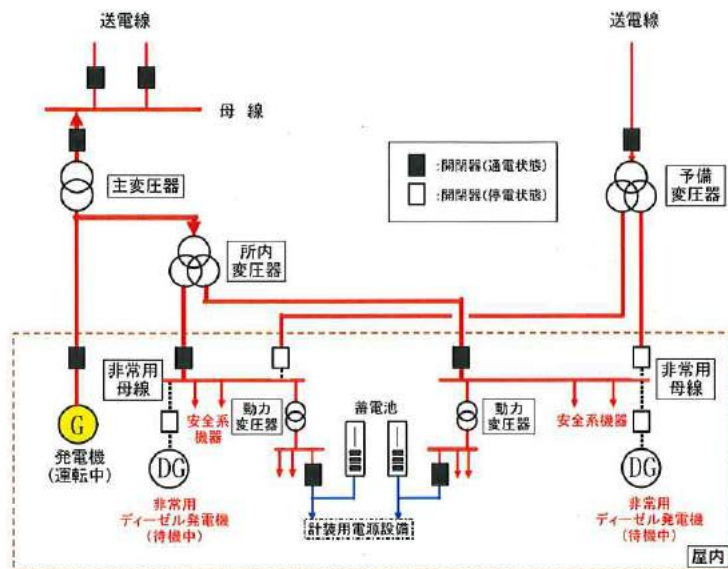 送電線
送電線
母 線
主変圧器
:開閉器(通電状態)
:開閉器(停電状態)
予備
変圧器
所内
変圧器
非常用
母線
安全系
機器
動力
変圧器
蓄電池
動力
変圧器
安全系機器
非常用
母線
G
発電機
(運転中)
DG
非常用
ディーゼル発電機
(待機中)
計装用電源設備
DG
非常用
ディーゼル発電機
(待機中)
屋内